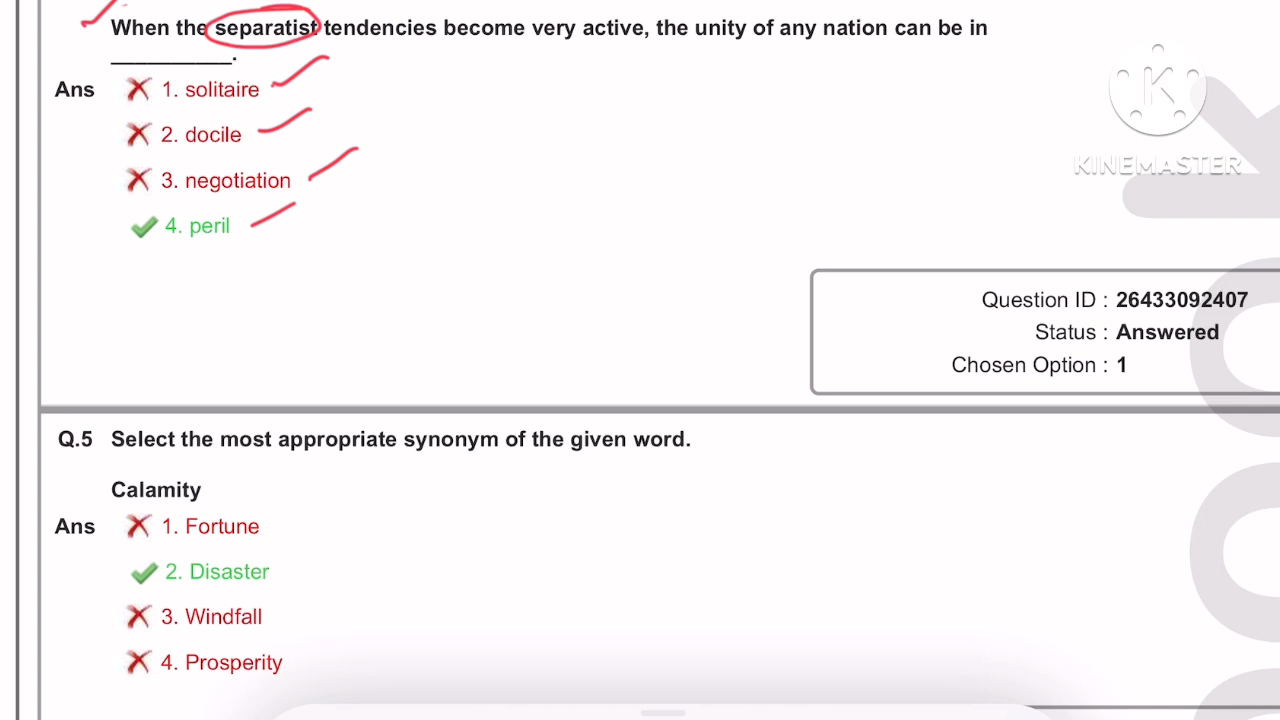 When the separatist tendencies become very active, the unity of any nation can be in
__________.
Ans 1. solitaire
2. docile
3. negotiation
4. peril
KINEMASTER
Question ID : 26433092407
Status : Answered
Chosen Option : 1
Q.5 Select the most appropriate synonym of the given word.
Calamity
Ans 1. Fortune
2. Disaster
3. Windfall
4. Prosperity